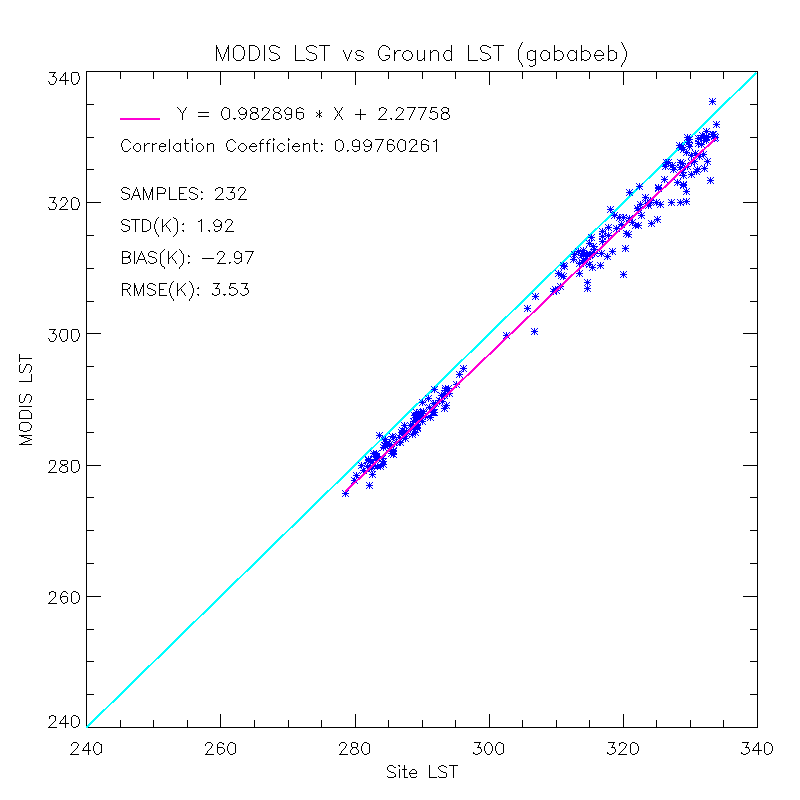 MODIS LST vs Ground LST (gobabeb)
340
Y = 0.982896 * X + 2.27758
Correlation Coefficient: 0.99760261
SAMPLES: 232
320
STD(K): 1.92
BIAS(K): −2.97
RMSE(K): 3.53
300
MODIS LST
280
260
240
240 260 280 300 320 340
Site LST